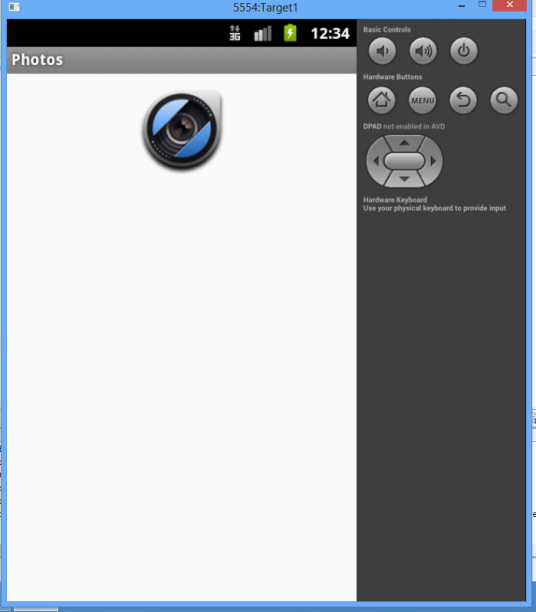 5554:Target1
3G 12:34
Photos
Basic Controls
Hardware Buttons
MENU
DPAD not enabled in AVD
Hardware Keyboard
Use your physical keyboard to provide input